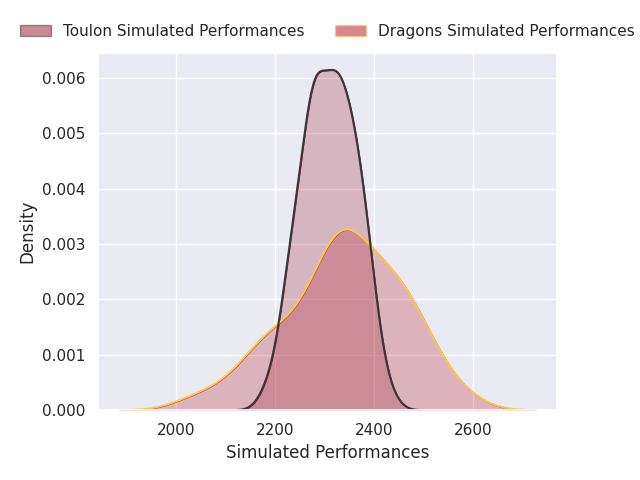 Toulon Simulated Performances
Dragons Simulated Performances
0.006
0.005
0.004
0.003
0.002
0.001
0.000
Density
2000 2200 2400 2600
Simulated Performances